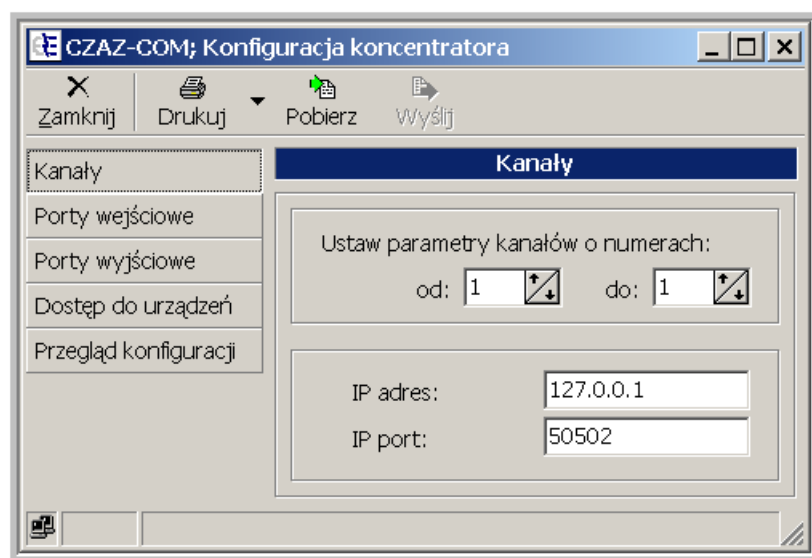 CZAZ-COM; Konfiguracja koncentratora
Zamknij Drukuj Pobierz Wyślij
Kanały
Porty wejściowe
Porty wyjściowe
Dostęp do urządzeń
Przegląd konfiguracji
Kanały
Ustaw parametry kanałów o numerach:
od: 1 do: 1
IP adres: 127.0.0.1
IP port: 50502